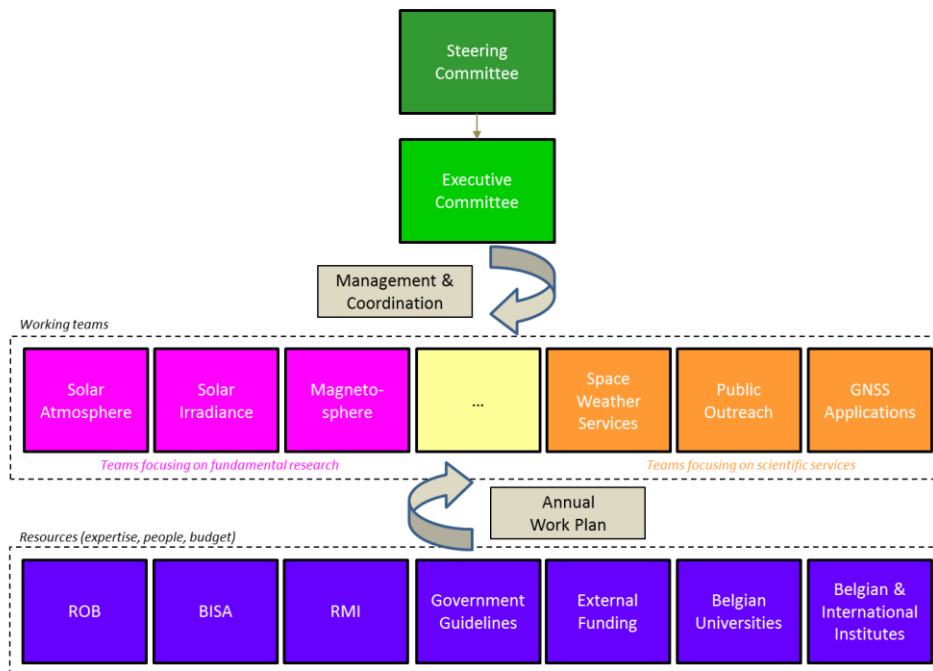 Steering
Committee
Executive
Committee
Management &
Coordination
Working teams
Solar
Atmosphere
Solar
Irradiance
Magneto-
sphere
...
Space
Weather
Services
Public
Outreach
GNSS
Applications
Teams focusing on fundamental research
Teams focusing on scientific services
Annual
Work Plan
Resources (expertise, people, budget)
ROB
BISA
RMI
Government
Guidelines
External
Funding
Belgian
Universities
Belgian &
International
Institutes